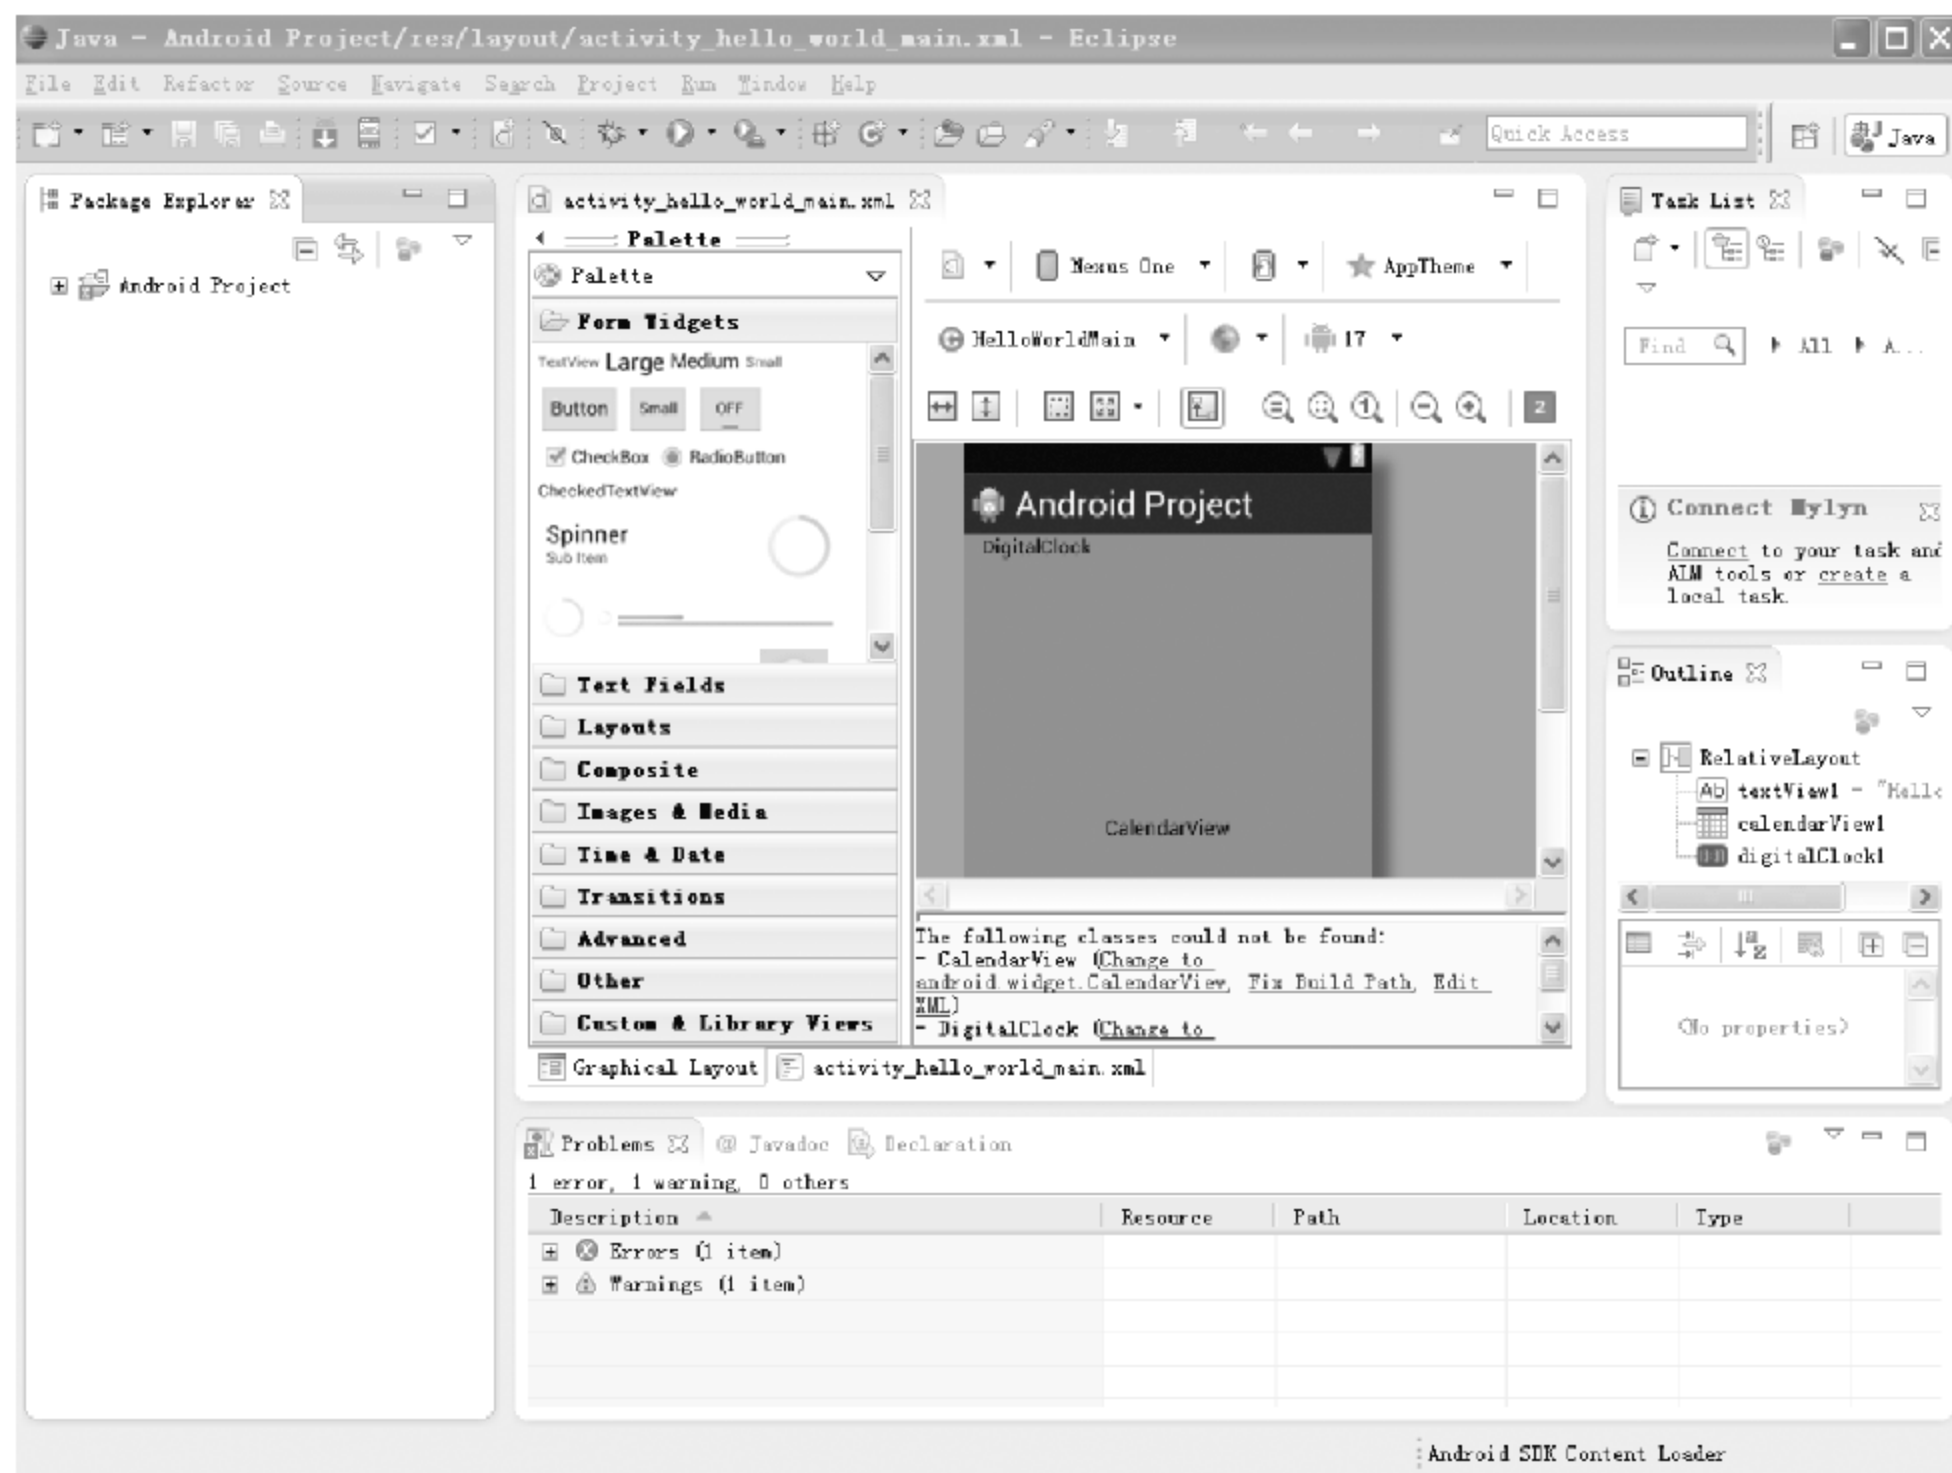 Java - Android Project/res/layout/activity_hello_world_main.xml - Eclipse
File Edit Refactor Source Navigate Search Project Run Window Help
Quick Access
Java
Package Explorer
Android Project
activity_hello_world_main.xml
Palette
Palette
Form Widgets
TextView Large Medium Small
Button Small OFF
CheckBox RadioButton
CheckedTextView
Spinner
Sub Item
Text Fields
Layouts
Composite
Images & Media
Time & Date
Transitions
Advanced
Other
Custom & Library Views
Nexus One
AppTheme
HelloWorldMain
17
2
Android Project
DigitalClock
CalendarView
The following classes could not be found:
- CalendarView (Change to
android.widget.CalendarView, Fix Build Path, Edit
XML)
- DigitalClock (Change to
Graphical Layout
activity_hello_world_main.xml
Task List
Find
All
A...
Connect Mylyn
Connect to your task and
ALM tools or create a
local task.
Outline
RelativeLayout
Ab textView1 - "Hello
calendarView1
digitalClock1
<No properties>
Problems @ Javadoc Declaration
1 error, 1 warning, 0 others
Description Resource Path Location Type
Errors (1 item)
Warnings (1 item)
Android SDK Content Loader